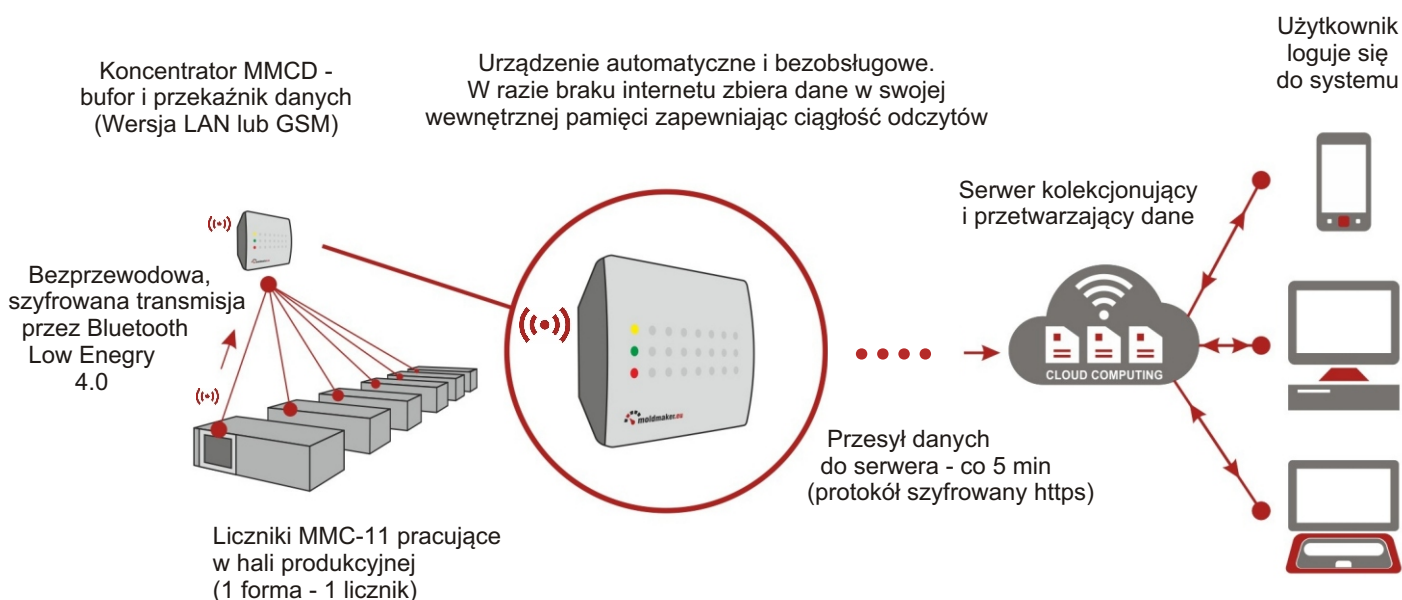 Koncentrator MMCD -
bufor i przekaźnik danych
(Wersja LAN lub GSM)
Urządzenie automatyczne i bezobsługowe.
W razie braku internetu zbiera dane w swojej
wewnętrznej pamięci zapewniając ciągłość odczytów
Użytkownik
loguje się
do systemu
Serwer kolekcjonujący
i przetwarzający dane
Bezprzewodowa,
szyfrowana transmisja
przez Bluetooth
Low Enegry
4.0
CLOUD COMPUTING
moldmaker.eu
Przesył danych
do serwera - co 5 min
(protokół szyfrowany https)
Liczniki MMC-11 pracujące
w hali produkcyjnej
(1 forma - 1 licznik)